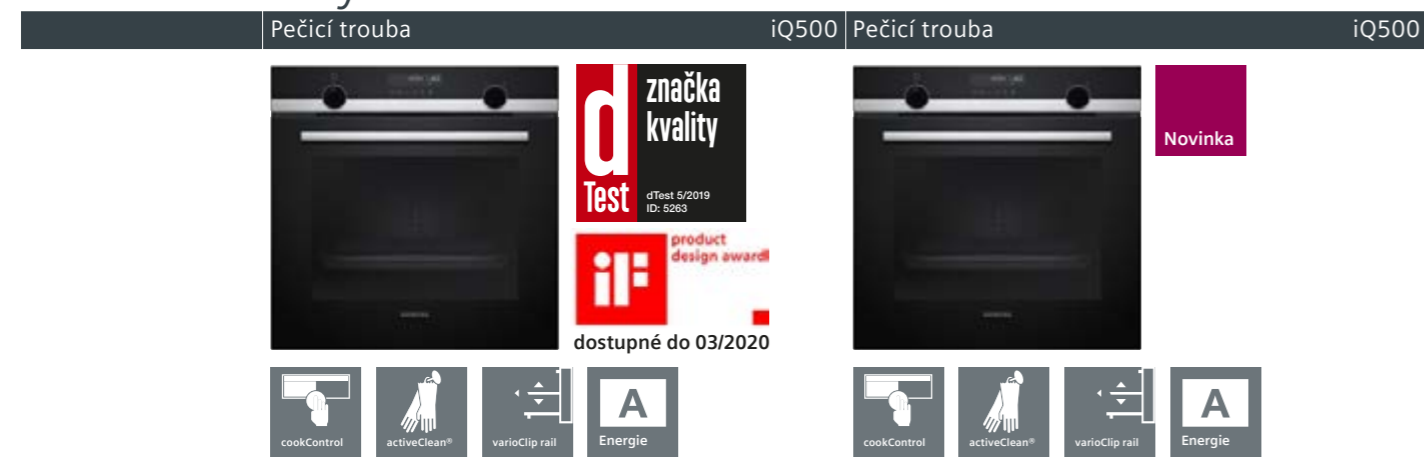 Pečicí trouba iQ500
Pečicí trouba iQ500
d
Test
značka
kvality
dTest 5/2019
ID: 5263
iF
product
design award
dostupné do 03/2020
Novinka
cookControl
activeClean®
varioClip rail
A
Energie
cookControl
activeClean®
varioClip rail
A
Energie